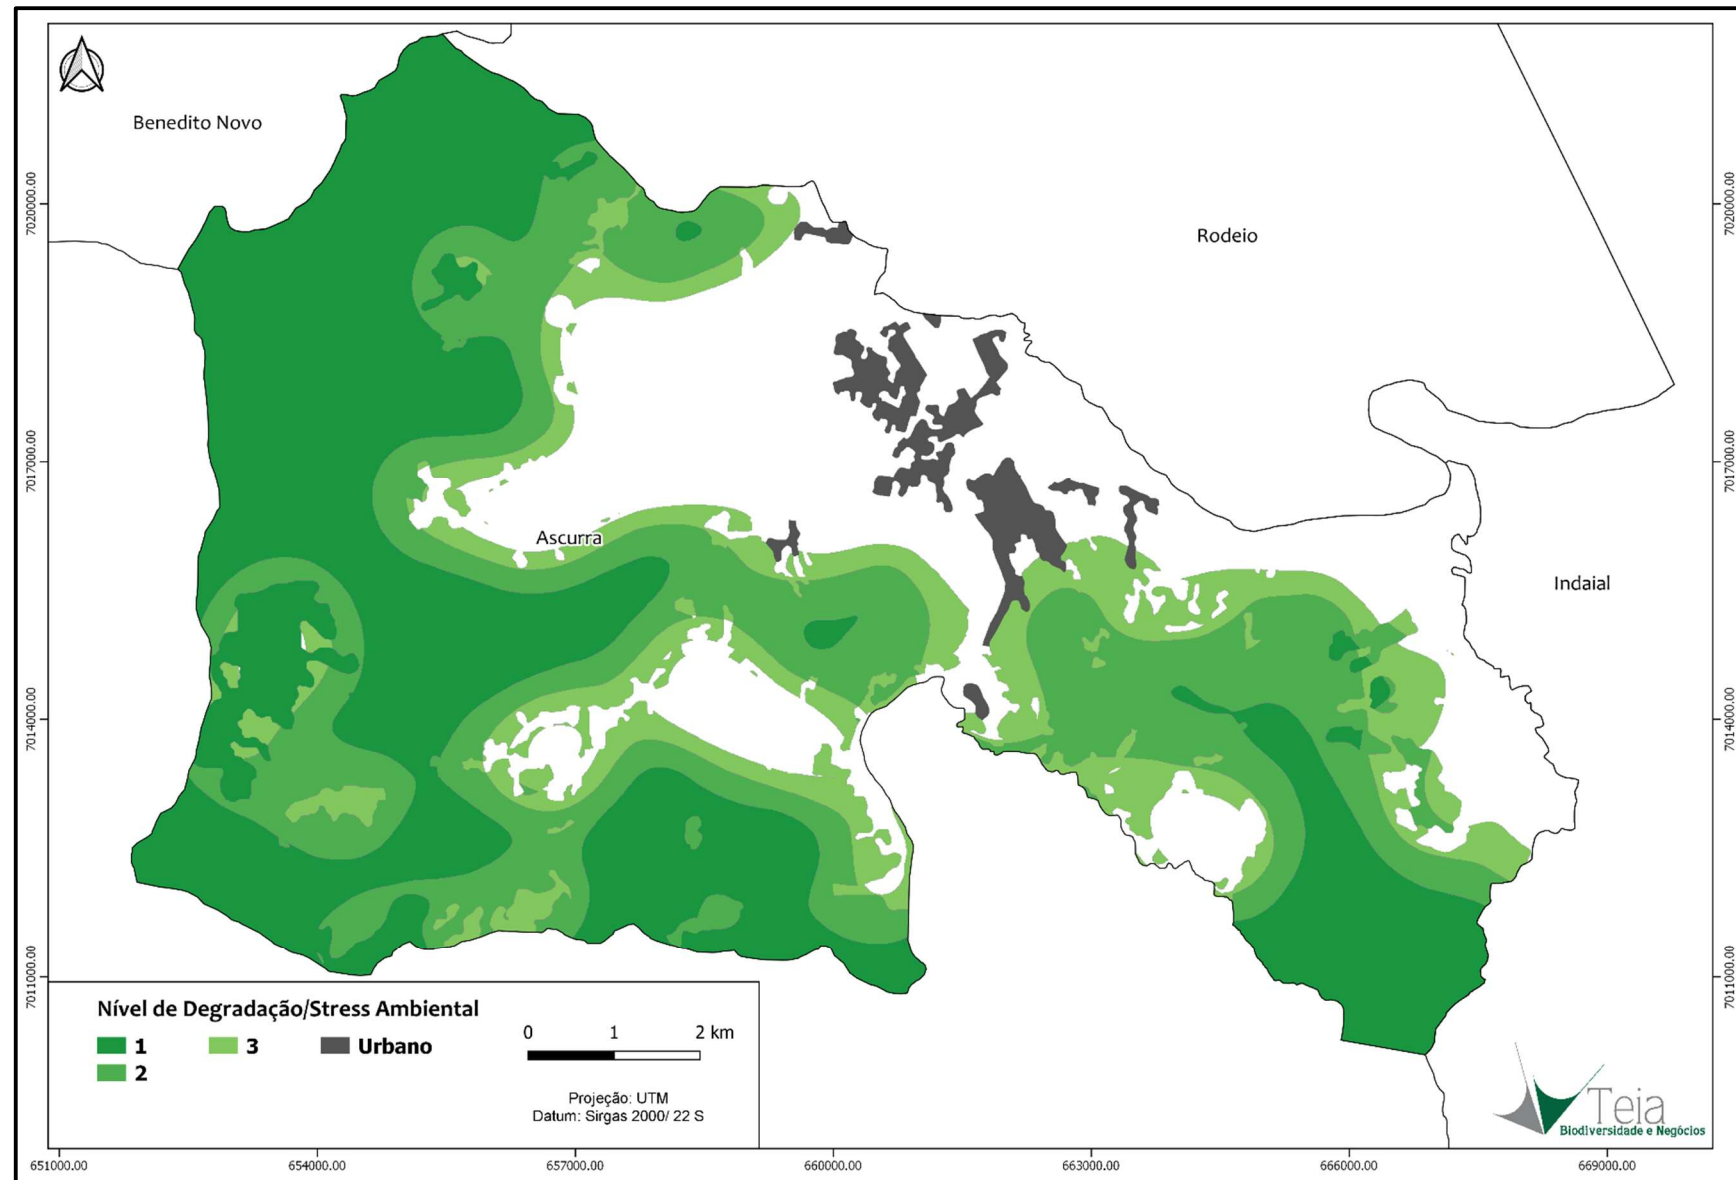 Benedito Novo
Rodeio
Ascurra
Indaial
7020000.00
7017000.00
7014000.00
7011000.00
7020000.00
7017000.00
7014000.00
7011000.00
Nível de Degradação/Stress Ambiental
1 3 Urbano
2
0 1 2 km
Projeção: UTM
Datum: Sirgas 2000/ 22 S
Teia
Biodiversidade e Negócios
651000.00 654000.00 657000.00 660000.00 663000.00 666000.00 669000.00